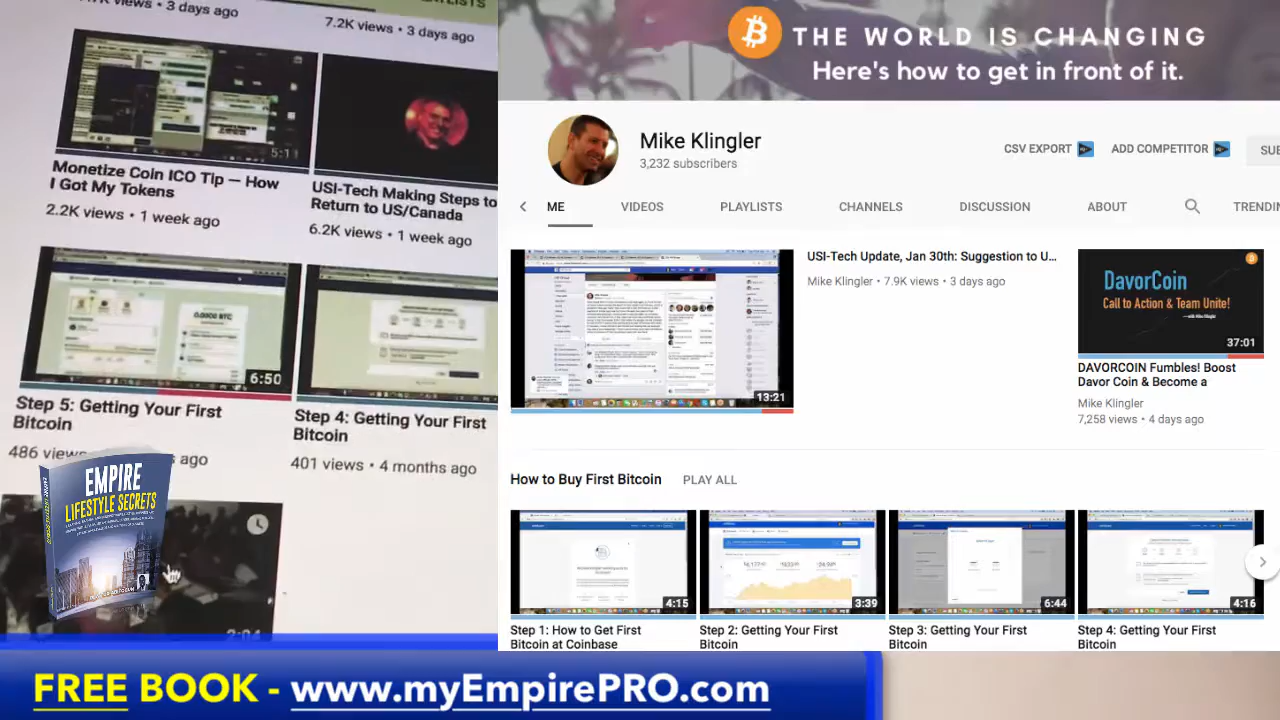 views • 3 days ago
7.2K views • 3 days ago
5:11
Monetize Coin ICO Tip — How
I Got My Tokens
2.2K views • 1 week ago
USI-Tech Making Steps to
Return to US/Canada
6.2K views • 1 week ago
6:50
Step 5: Getting Your First
Bitcoin
486 views
ago
Step 4: Getting Your First
Bitcoin
401 views • 4 months ago
EMPIRE
LIFESTYLE SECRETS
2:04
THE WORLD IS CHANGING
Here's how to get in front of it.
Mike Klingler
3,232 subscribers
CSV EXPORT
ADD COMPETITOR
SUB
ME
VIDEOS
PLAYLISTS
CHANNELS
DISCUSSION
ABOUT
TRENDIN
13:21
USI-Tech Update, Jan 30th: Suggestion to U...
Mike Klingler • 7.9K views • 3 days ago
DavorCoin
Call to Action & Team Unite!
37:01
DAVORCOIN Fumbles! Boost
Davor Coin & Become a
Mike Klingler
7,258 views • 4 days ago
How to Buy First Bitcoin PLAY ALL
4:15
3:39
6:44
4:16
Step 1: How to Get First
Bitcoin at Coinbase
Step 2: Getting Your First
Bitcoin
Step 3: Getting Your First
Bitcoin
Step 4: Getting Your First
Bitcoin
FREE BOOK - www.myEmpirePRO.com